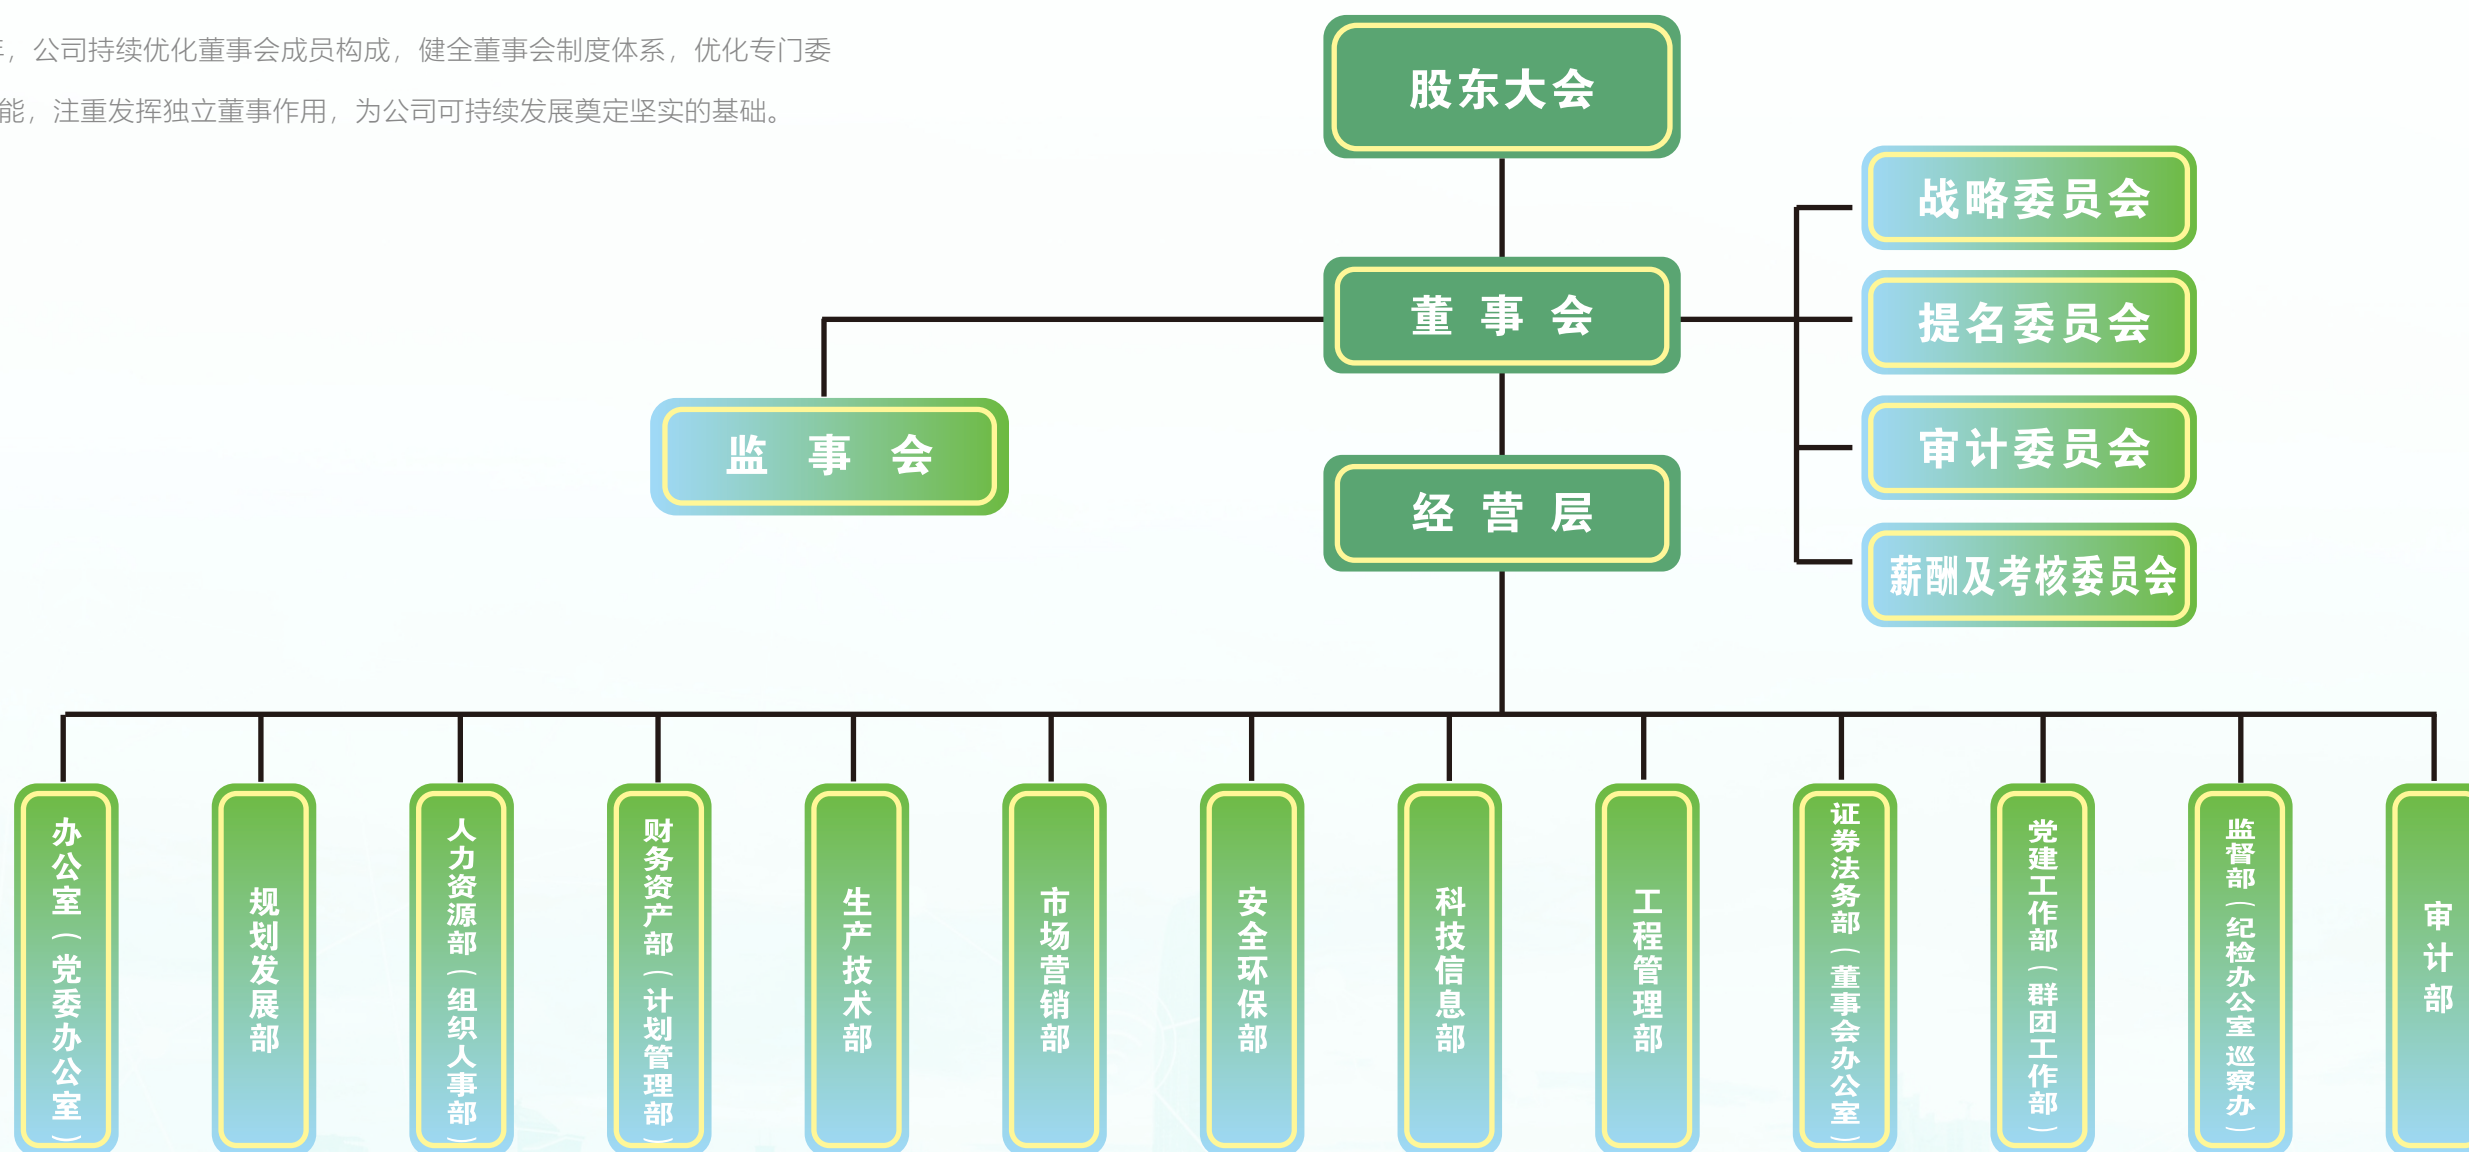 ，公司持续优化董事会成员构成，健全董事会制度体系，优化专门委
能，注重发挥独立董事作用，为公司可持续发展奠定坚实的基础。
股东大会
战略委员会
董事会
提名委员会
监事会
审计委员会
经营层
薪酬及考核委员会
办公室（党委办公室）
规划发展部
人力资源部（组织人事部）
财务资产部（计划管理部）
生产技术部
市场营销部
安全环保部
科技信息部
工程管理部
证券法务部（董事会办公室）
党建工作部（群团工作部）
监督部（纪检办公室 巡察办）
审计部